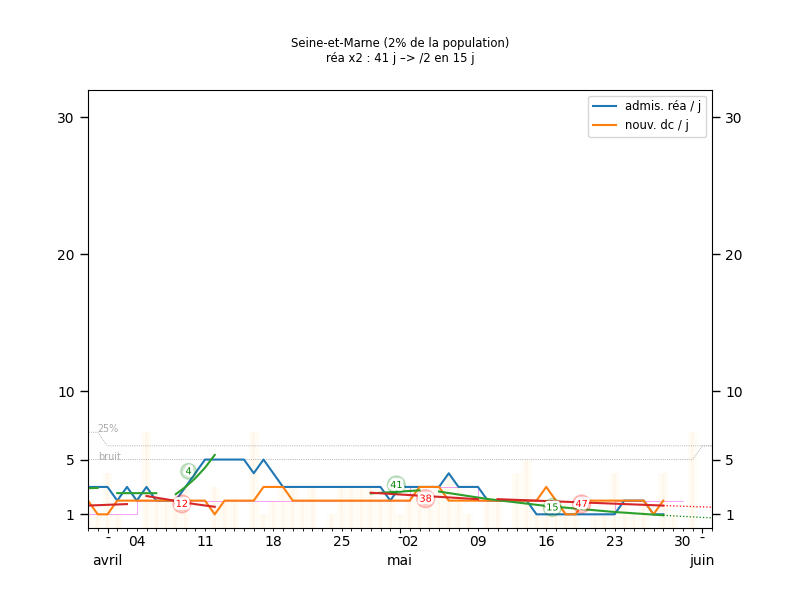 Seine-et-Marne (2% de la population)
réa x2 : 41 j –> /2 en 15 j
admis. réa / j
nouv. dc / j
30 30
20 20
10 10
25%
bruit
5 5
4
41
38
12
15
47
1 1
- 04 11 18 25 -02 09 16 23 30 -
avril mai juin